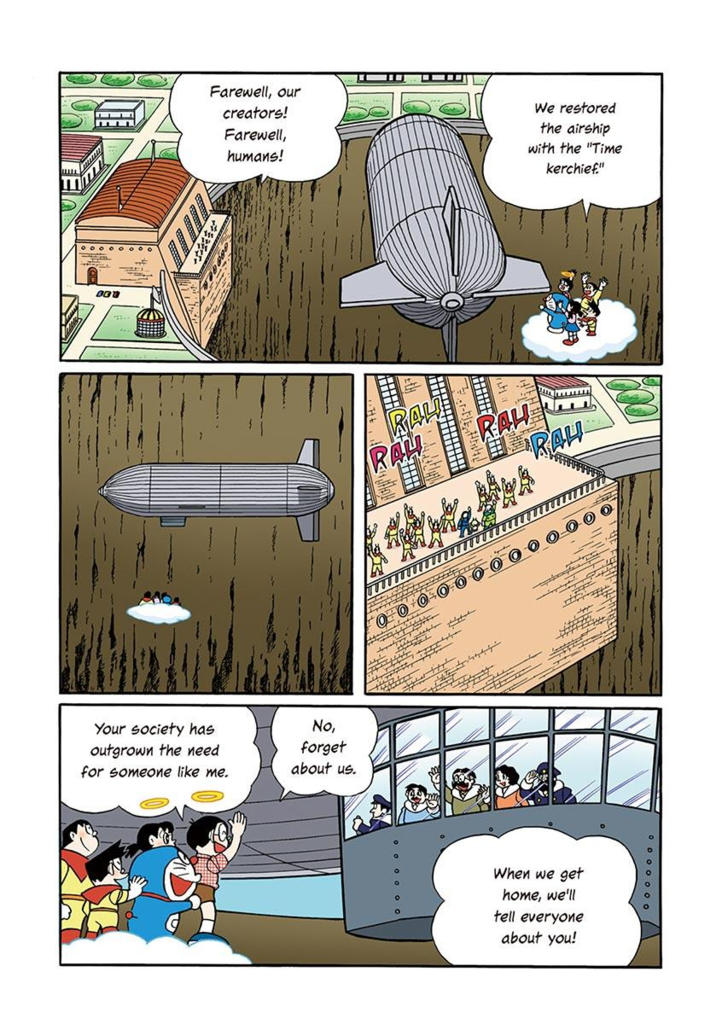 Farewell, our
creators!
Farewell,
humans!
We restored
the airship
with the "Time
kerchief."
RAH
RAH
RAH
RAH
Your society has
outgrown the need
for someone like me.
No,
forget
about us.
When we get
home, we'll
tell everyone
about you!